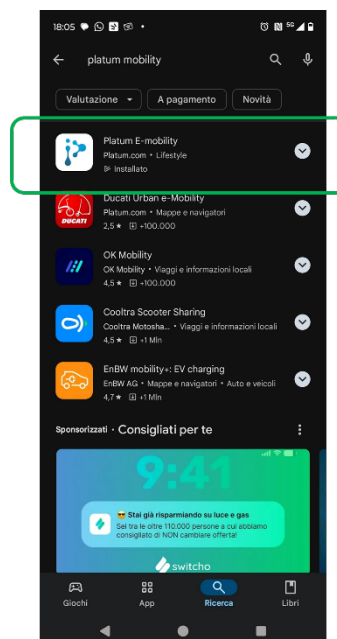 18:05
5G
platum mobility
Valutazione
A pagamento
Novità
Platum E-mobility
Platum.com • Lifestyle
Installato
Ducati Urban e-Mobility
Platum.com • Mappe e navigatori
2,5 ★ +100.000
DUCATI
OK Mobility
OK Mobility • Viaggi e informazioni locali
4,5 ★ +100.000
Cooltra Scooter Sharing
Cooltra Motosha... • Viaggi e informazioni locali
4,5 ★ +1 Mln
EnBW mobility+: EV charging
EnBW AG • Mappe e navigatori • Auto e veicoli
4,7 ★ +1 Mln
Sponsorizzati • Consigliati per te
9:41
Stai già risparmiando su luce e gas
Sei tra le oltre 110.000 persone a cui abbiamo
consigliato di NON cambiare offerta!
switcho
Giochi
App
Ricerca
Libri